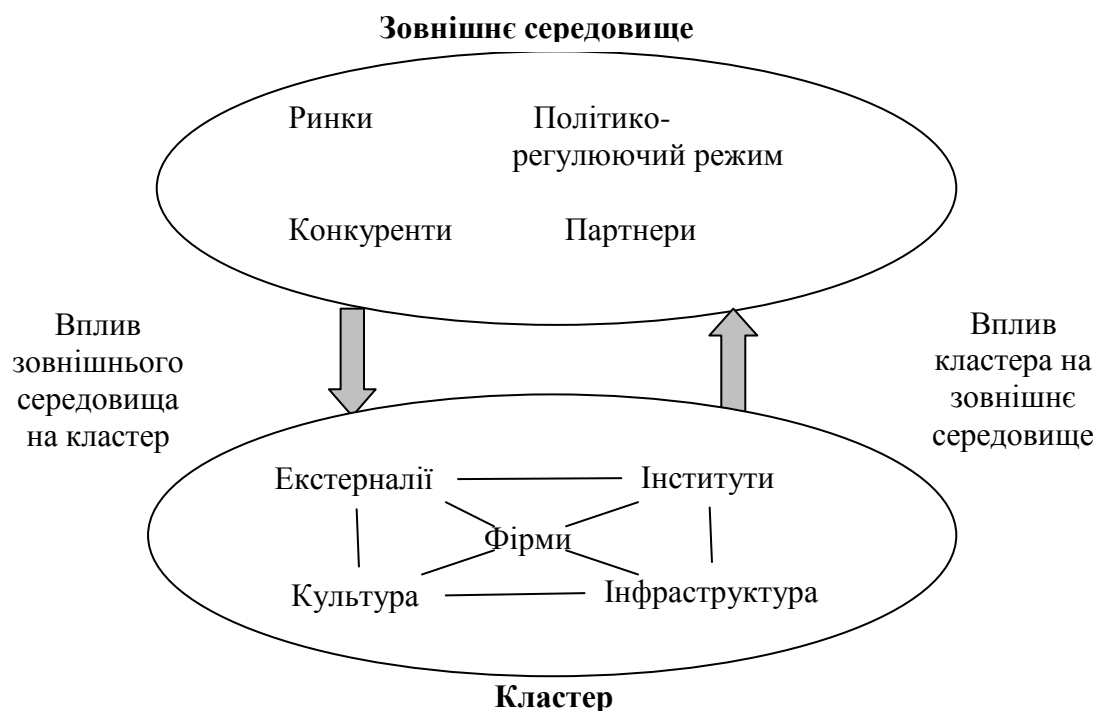 Зовнішнє середовище
Ринки
Політико-
регулюючий режим
Конкуренти
Партнери
Вплив
зовнішнього
середовища
на кластер
Вплив
кластера на
зовнішнє
середовище
Екстерналії
Інститути
Фірми
Культура
Інфраструктура
Кластер